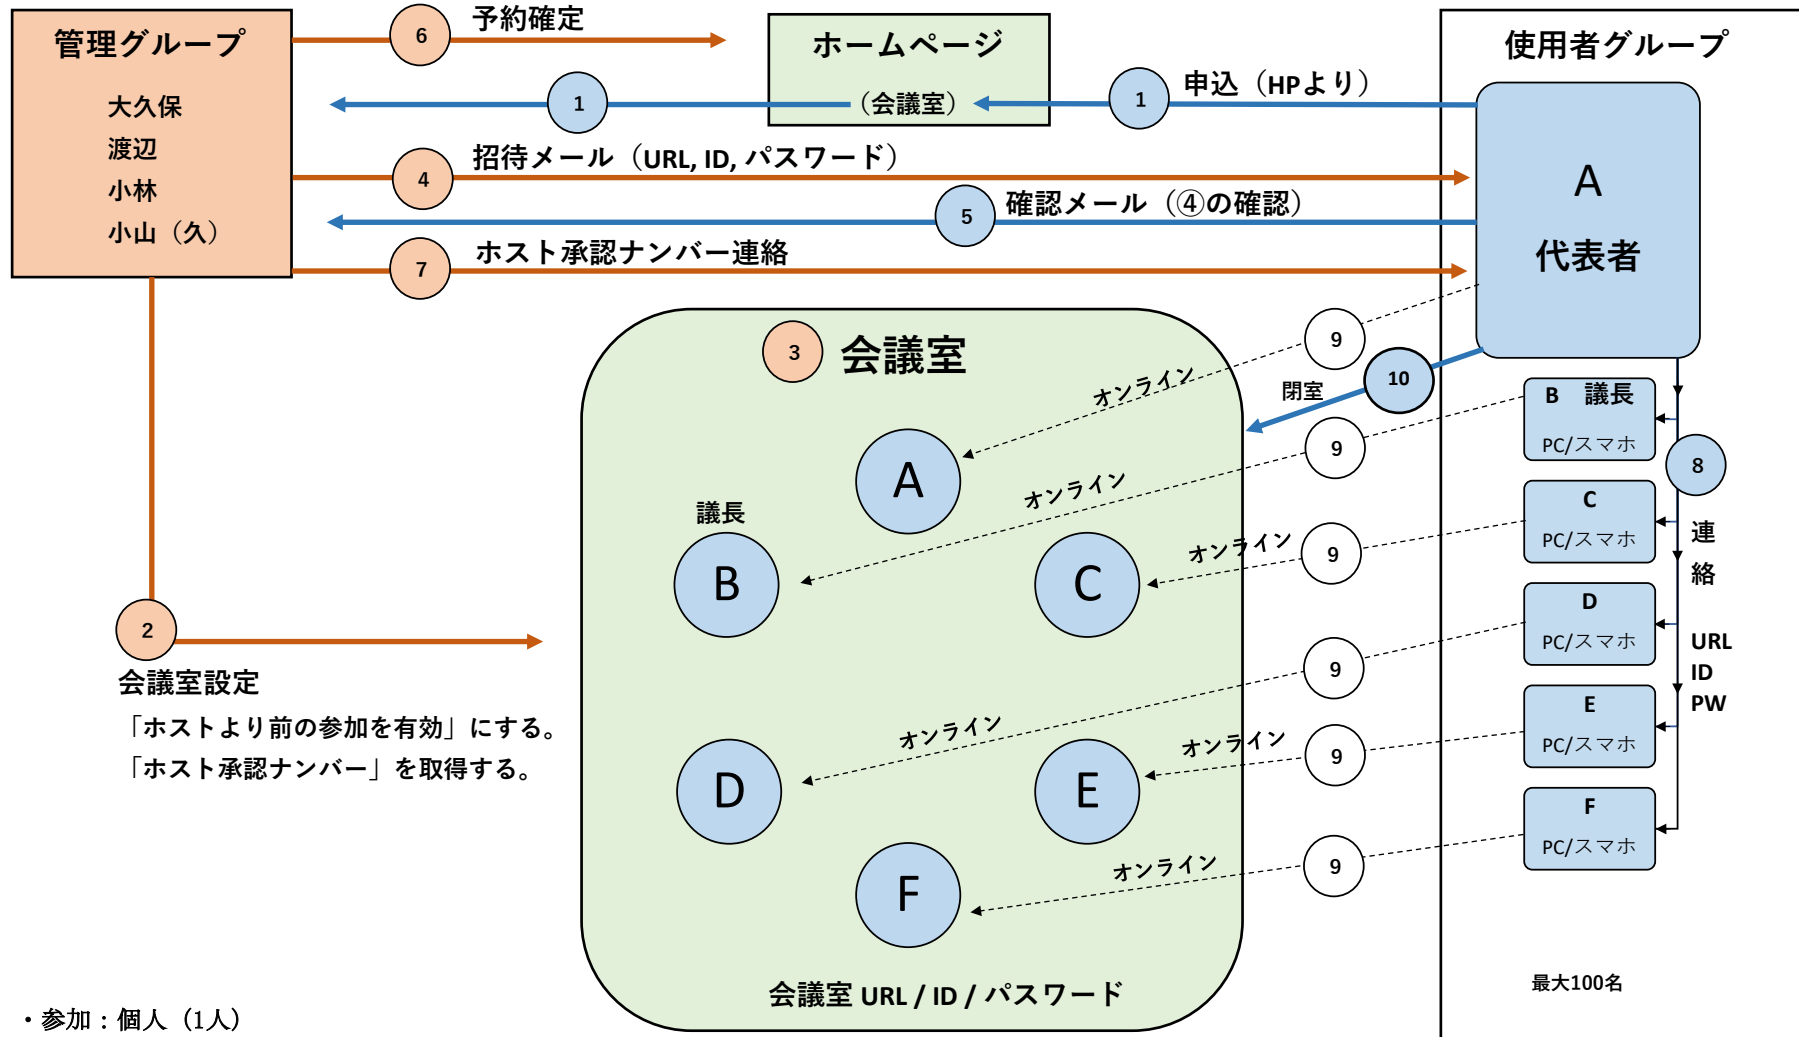 管理グループ
大久保
渡辺
小林
小山（久）
6
予約確定
ホームページ
（会議室）
1
1
申込（HPより）
使用者グループ
4
招待メール（URL, ID, パスワード）
5
確認メール（④の確認）
7
ホスト承認ナンバー連絡
A
代表者
3
会議室
9
オンライン
閉室
10
B　議長
PC/スマホ
9
オンライン
8
A
議長
B
C
オンライン
9
C
PC/スマホ
連
絡
URL
ID
PW
D
PC/スマホ
9
オンライン
2
会議室設定
「ホストより前の参加を有効」にする。
「ホスト承認ナンバー」を取得する。
D
E
オンライン
9
E
PC/スマホ
F
オンライン
9
F
PC/スマホ
会議室 URL / ID / パスワード
最大100名
・参加：個人（1人）